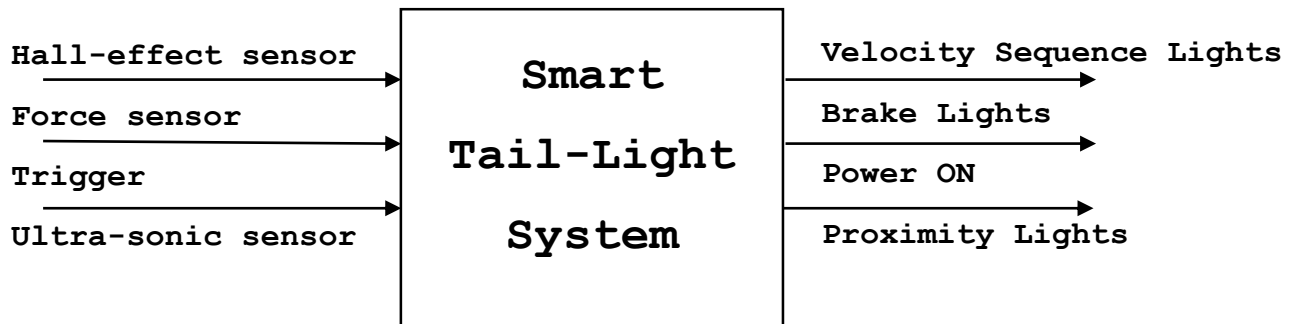 Hall-effect sensor
Force sensor
Trigger
Ultra-sonic sensor
Smart
Tail-Light
System
Velocity Sequence Lights
Brake Lights
Power ON
Proximity Lights